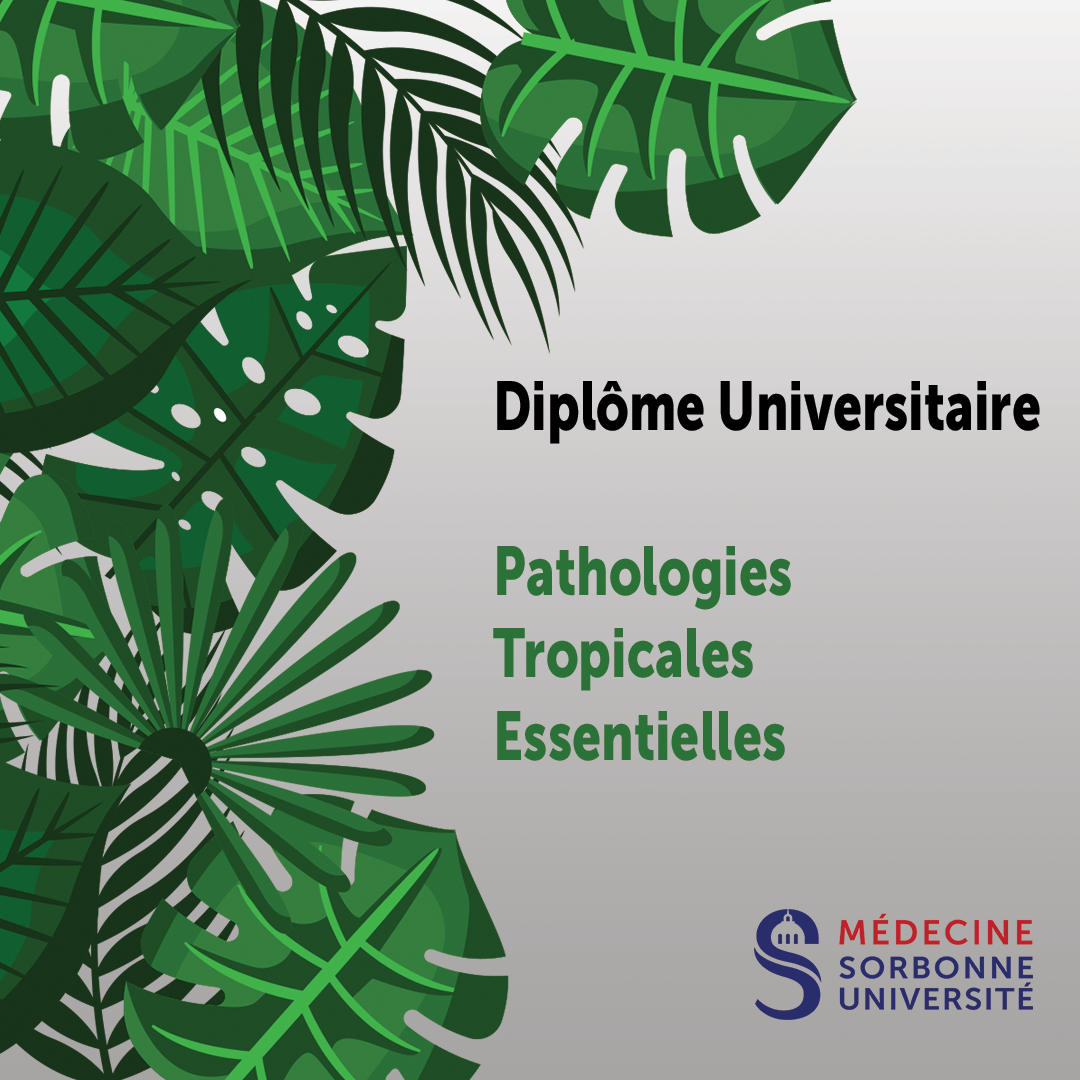 Diplôme Universitaire
Pathologies
Tropicales
Essentielles
MÉDECINE
SORBONNE
UNIVERSITÉ